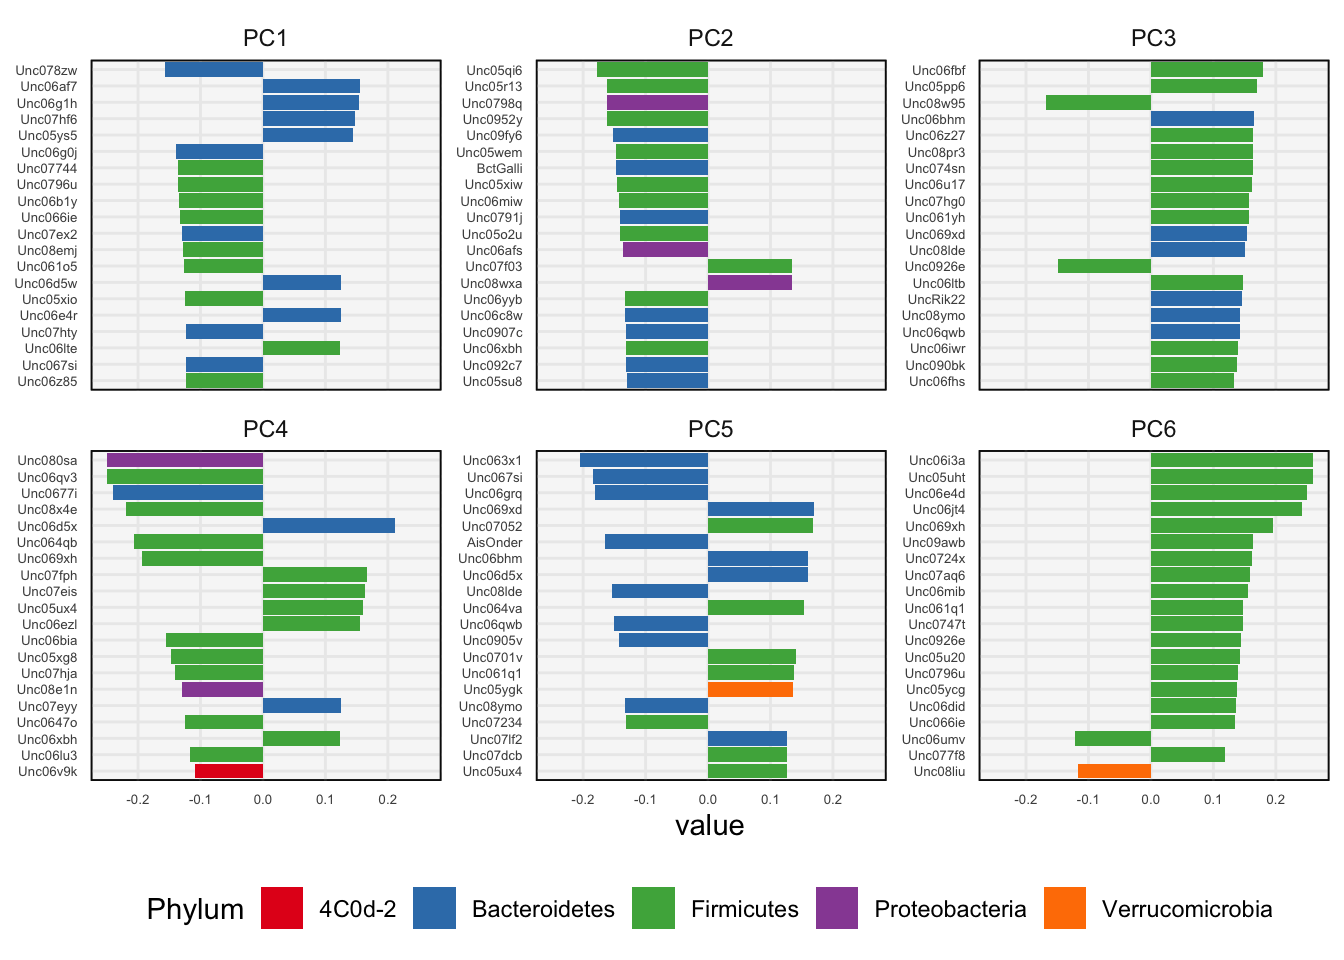 PC1
Unc078zw
Unc06af7
Unc06g1h
Unc07hf6
Unc05ys5
Unc06g0j
Unc07744
Unc0796u
Unc06b1y
Unc066ie
Unc07ex2
Unc08emj
Unc061o5
Unc06d5w
Unc05xio
Unc06e4r
Unc07hty
Unc06lte
Unc067si
Unc06z85
PC2
Unc05qi6
Unc05r13
Unc0798q
Unc0952y
Unc09fy6
Unc05wem
BctGalli
Unc05xiw
Unc06miw
Unc0791j
Unc05o2u
Unc06afs
Unc07f03
Unc08wxa
Unc06yyb
Unc06c8w
Unc0907c
Unc06xbh
Unc092c7
Unc05su8
PC3
Unc06fbf
Unc05pp6
Unc08w95
Unc06bhm
Unc06z27
Unc08pr3
Unc074sn
Unc06u17
Unc07hg0
Unc061yh
Unc069xd
Unc08lde
Unc0926e
Unc06ltb
UncRik22
Unc08ymo
Unc06qwb
Unc06iwr
Unc090bk
Unc06fhs
PC4
Unc080sa
Unc06qv3
Unc0677i
Unc08x4e
Unc06d5x
Unc064qb
Unc069xh
Unc07fph
Unc07eis
Unc05ux4
Unc06ezl
Unc06bia
Unc05xg8
Unc07hja
Unc08e1n
Unc07eyy
Unc0647o
Unc06xbh
Unc06lu3
Unc06v9k
-0.2 -0.1 0.0 0.1 0.2
PC5
Unc063x1
Unc067si
Unc06grq
Unc069xd
Unc07052
AisOnder
Unc06bhm
Unc06d5x
Unc08lde
Unc064va
Unc06qwb
Unc0905v
Unc0701v
Unc061q1
Unc05ygk
Unc08ymo
Unc07234
Unc07lf2
Unc07dcb
Unc05ux4
-0.2 -0.1 0.0 0.1 0.2
PC6
Unc06i3a
Unc05uht
Unc06e4d
Unc06jt4
Unc069xh
Unc09awb
Unc0724x
Unc07aq6
Unc06mib
Unc061q1
Unc0747t
Unc0926e
Unc05u20
Unc0796u
Unc05ycg
Unc06did
Unc066ie
Unc06umv
Unc077f8
Unc08liu
-0.2 -0.1 0.0 0.1 0.2
value
Phylum 4C0d-2 Bacteroidetes Firmicutes Proteobacteria Verrucomicrobia